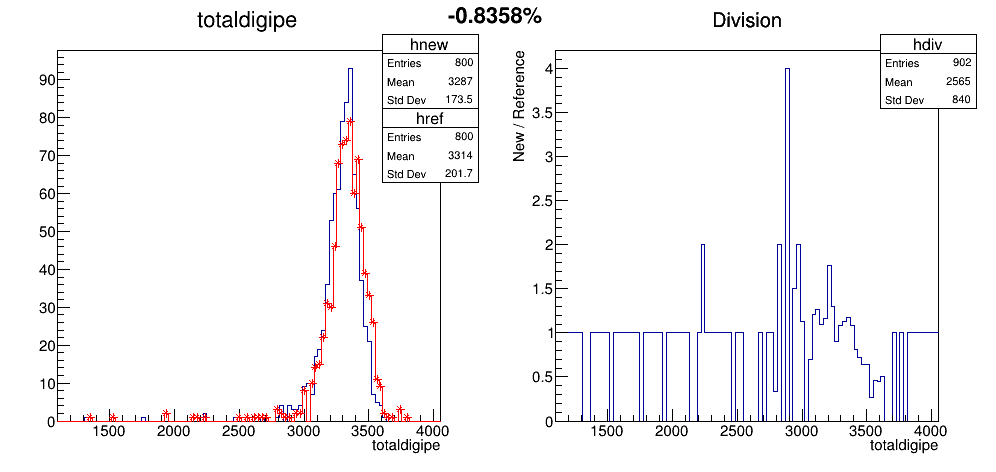 totaldigipe
-0.8358%
Division
hnew
Entries 800
Mean 3287
Std Dev 173.5
href
Entries 800
Mean 3314
Std Dev 201.7
90
80
70
60
50
40
30
20
10
0
1500 2000 2500 3000 3500 4000
totaldigipe
hdiv
Entries 902
Mean 2565
Std Dev 840
New / Reference
4
3.5
3
2.5
2
1.5
1
0.5
0
1500 2000 2500 3000 3500 4000
totaldigipe